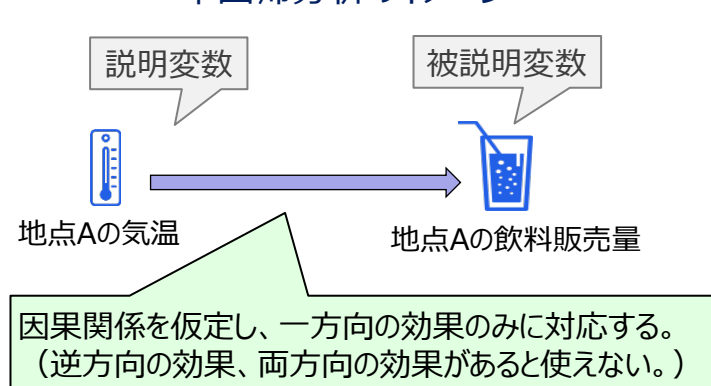 説明変数
被説明変数
地点Aの気温
地点Aの飲料販売量
因果関係を仮定し、一方向の効果のみに対応する。
（逆方向の効果、両方向の効果があると使えない。）